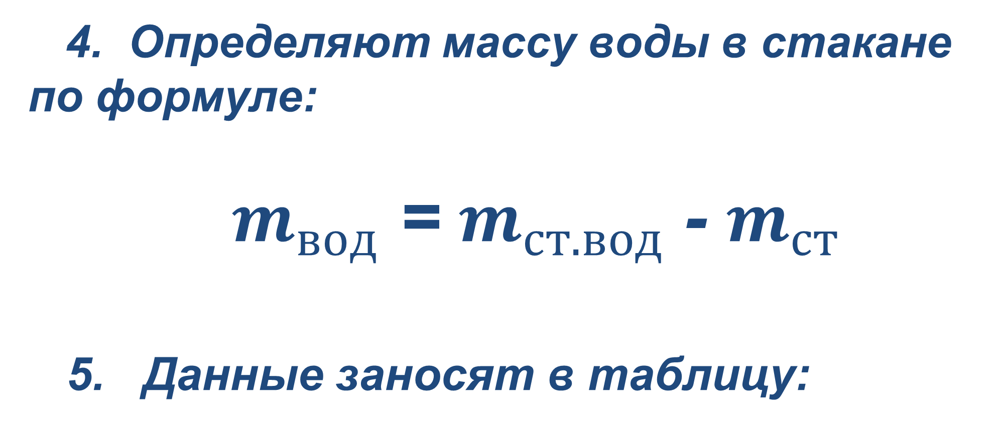 4. Определяют массу воды в стакане
по формуле:
mвод = mст.вод - mст
5. Данные заносят в таблицу: